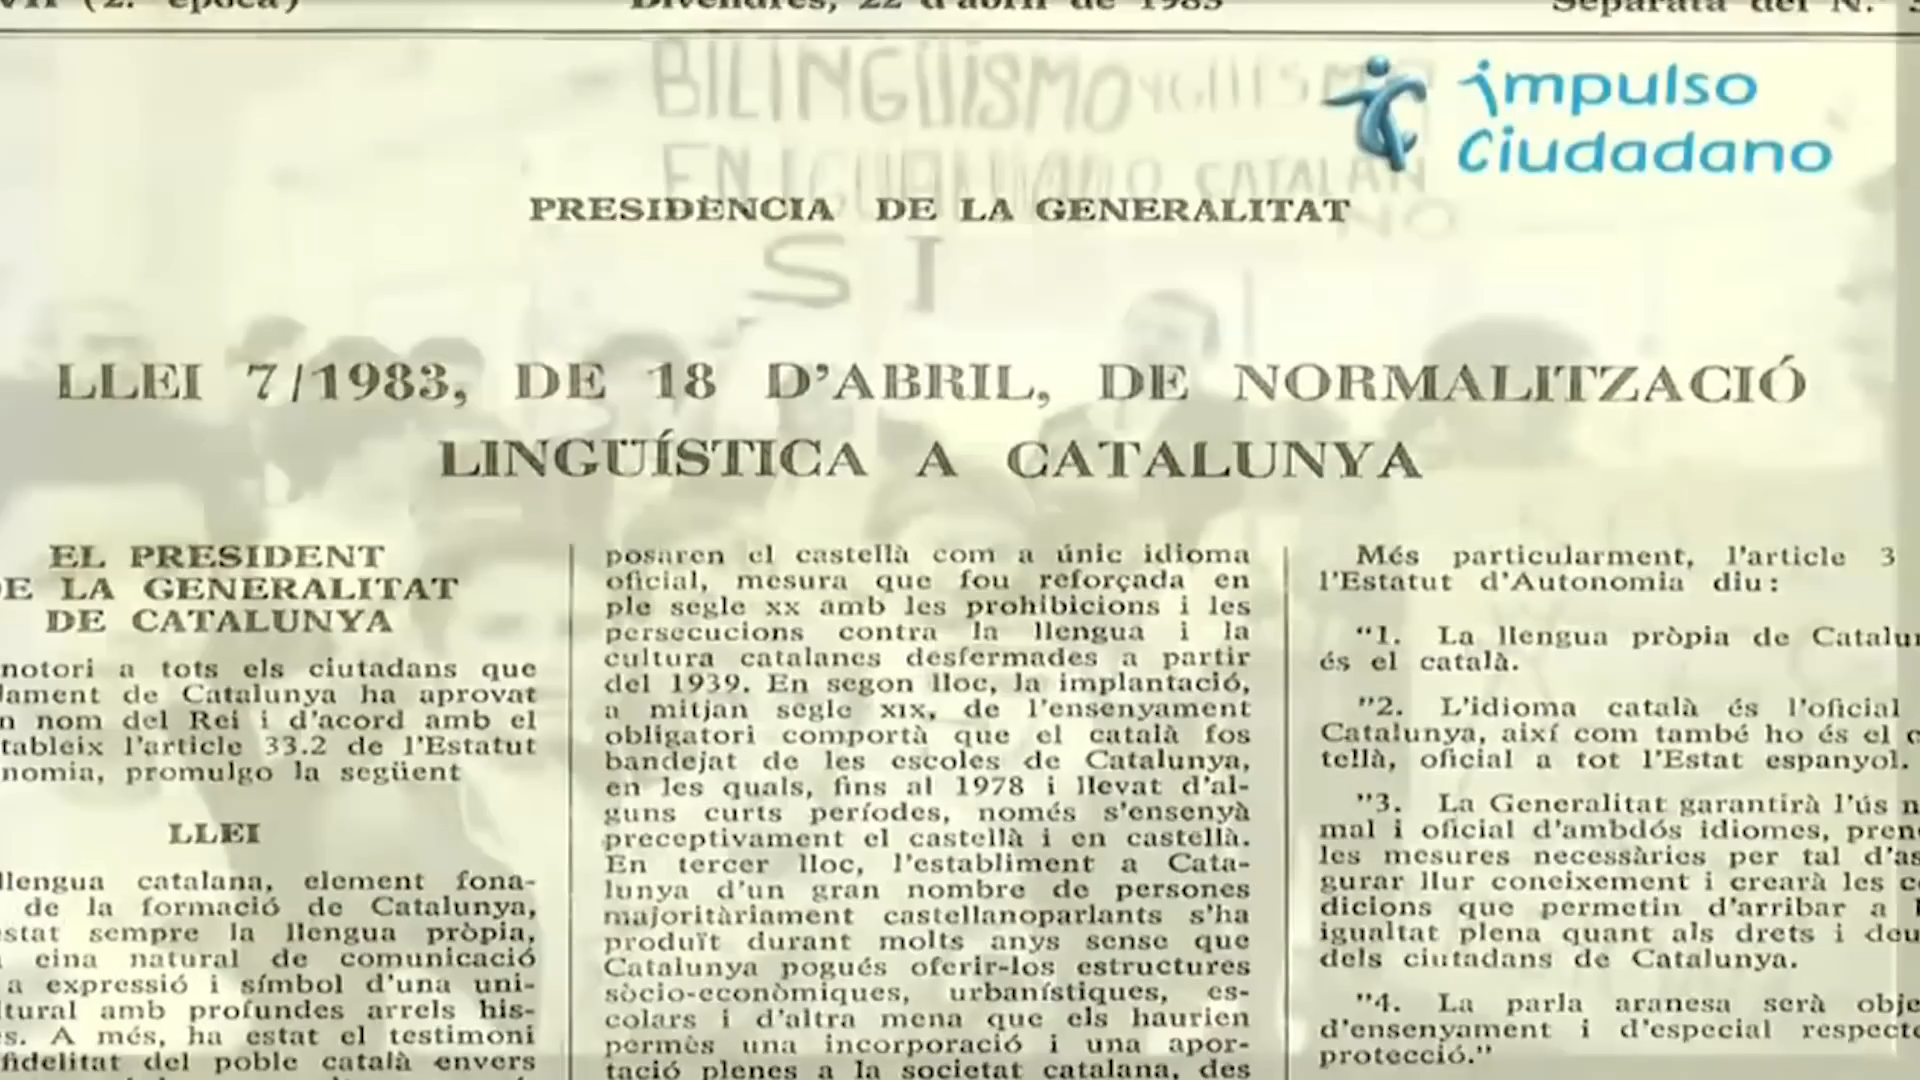 Divendres, 22 d'abril de 1983
Separata del N.
impulso
Ciudadano
BILINGÜISMO
SI
PRESIDÈNCIA DE LA GENERALITAT
LLEI 7/1983, DE 18 D'ABRIL, DE NORMALITZACIÓ
LINGÜÍSTICA A CATALUNYA
EL PRESIDENT
DE LA GENERALITAT
DE CATALUNYA
notori a tots els ciutadans que
de Catalunya ha aprovat
nom del Rei i d'acord amb el
l'article 33.2 de l'Estatut
promulgo la següent
LLEI
llengua catalana, element fona-
de la formació de Catalunya,
sempre la llengua pròpia,
eina natural de comunicació
a expressió i símbol d'una uni-
amb profundes arrels his-
A més, ha estat el testimoni
fidelitat del poble català envers
posaren el castellà com a únic idioma
oficial, mesura que fou reforçada en
ple segle xx amb les prohibicions i les
persecucions contra la llengua i la
cultura catalanes desfermades a partir
del 1939. En segon lloc, la implantació,
a mitjan segle XIX, de l'ensenyament
obligatori comportà que el català fos
bandejat de les escoles de Catalunya,
en les quals, fins al 1978 i llevat d'al-
guns curts períodes, només s'ensenyà
preceptivament el castellà i en castellà.
En tercer lloc, l'establiment a Cata-
lunya d'un gran nombre de persones
majoritàriament castellanoparlants s'ha
produït durant molts anys sense que
Catalunya pogués oferir-los estructures
sòcio-econòmiques, urbanístiques, es-
colars i d'altra mena que els haurien
permès una incorporació i una apor-
tació plenes a la societat catalana, des
Més particularment, l'article 3
l'Estatut d'Autonomia diu:
"1. La llengua pròpia de
és el català.
"2. L'idioma català és l'oficial
Catalunya, així com també ho és el
tellà, oficial a tot l'Estat espanyol.
"3. La Generalitat garantirà l'ús
mal i oficial d'ambdós idiomes,
les mesures necessàries per tal
gurar llur coneixement i crearà les
dicions que permetin d'arribar a
igualtat plena quant als drets i
dels ciutadans de Catalunya.
"4. La parla aranesa serà
d'ensenyament i d'especial respecte
protecció."